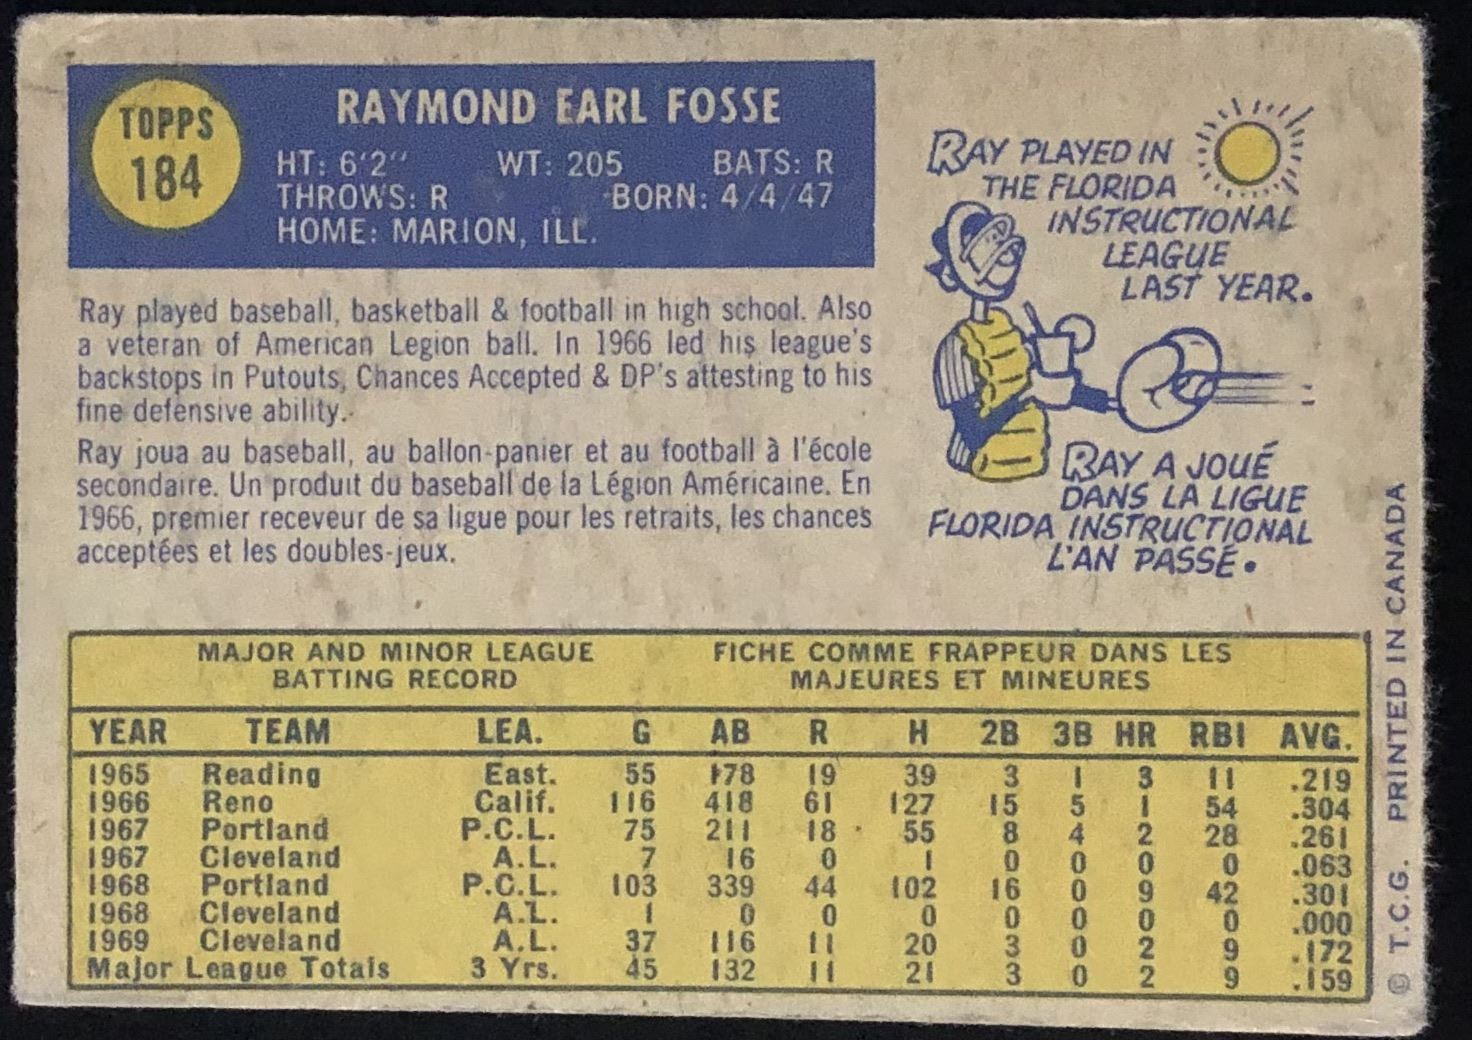 TOPPS
184
RAYMOND EARL FOSSE
HT: 6'2" WT: 205 BATS: R
THROWS: R BORN: 4/4/47
HOME: MARION, ILL.
Ray played baseball, basketball & football in high school. Also
a veteran of American Legion ball. In 1966 led his league's
backstops in Putouts, Chances Accepted & DP's attesting to his
fine defensive ability.
Ray joua au baseball, au ballon-panier et au football à l'école
secondaire. Un produit du baseball de la Légion Américaine. En
1966, premier receveur de sa ligue pour les retraits, les chances
acceptées et les doubles-jeux.
RAY PLAYED IN
THE FLORIDA
INSTRUCTIONAL
LEAGUE
LAST YEAR.
RAY A JOUÉ
DANS LA LIGUE
FLORIDA INSTRUCTIONAL
L'AN PASSÉ.
MAJOR AND MINOR LEAGUE
BATTING RECORD
FICHE COMME FRAPPEUR DANS LES
MAJEURES ET MINEURES
YEAR TEAM LEA. G AB R H 2B 3B HR RBI AVG.
1965 Reading East. 55 178 19 39 3 1 3 11 .219
1966 Reno Calif. 116 418 61 127 15 5 1 54 .304
1967 Portland P.C.L. 75 211 18 55 8 4 2 28 .261
1967 Cleveland A.L. 7 16 0 1 0 0 0 0 .063
1968 Portland P.C.L. 103 339 44 102 16 0 9 42 .301
1968 Cleveland A.L. 1 0 0 0 0 0 0 0 .000
1969 Cleveland A.L. 37 116 11 20 3 0 2 9 .172
Major League Totals 3 Yrs. 45 132 11 21 3 0 2 9 .159
© T.C.G. PRINTED IN CANADA